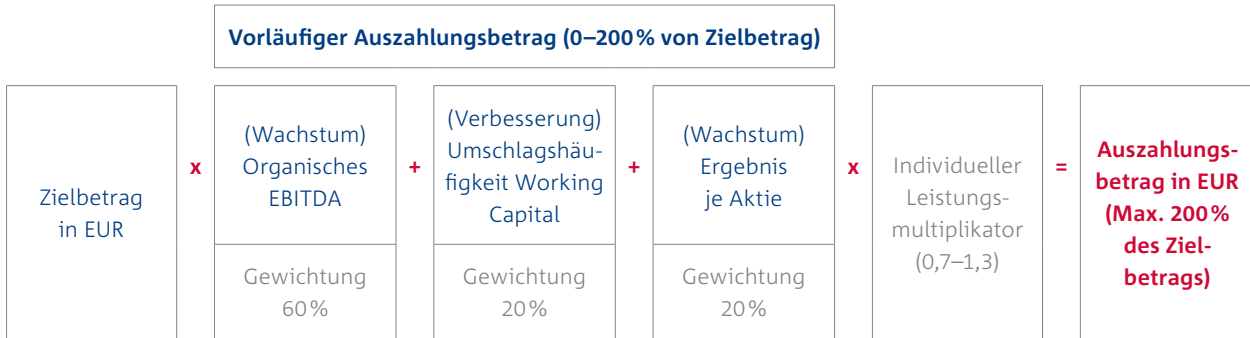 Vorläufiger Auszahlungsbetrag (0–200% von Zielbetrag)
Zielbetrag
in EUR
x
(Wachstum)
Organisches
EBITDA
Gewichtung
60%
+
(Verbesserung)
Umschlagshäu-
figkeit Working
Capital
Gewichtung
20%
+
(Wachstum)
Ergebnis
je Aktie
Gewichtung
20%
x
Individueller
Leistungs-
multiplikator
(0,7–1,3)
=
Auszahlungs-
betrag in EUR
(Max. 200%
des Ziel-
betrags)